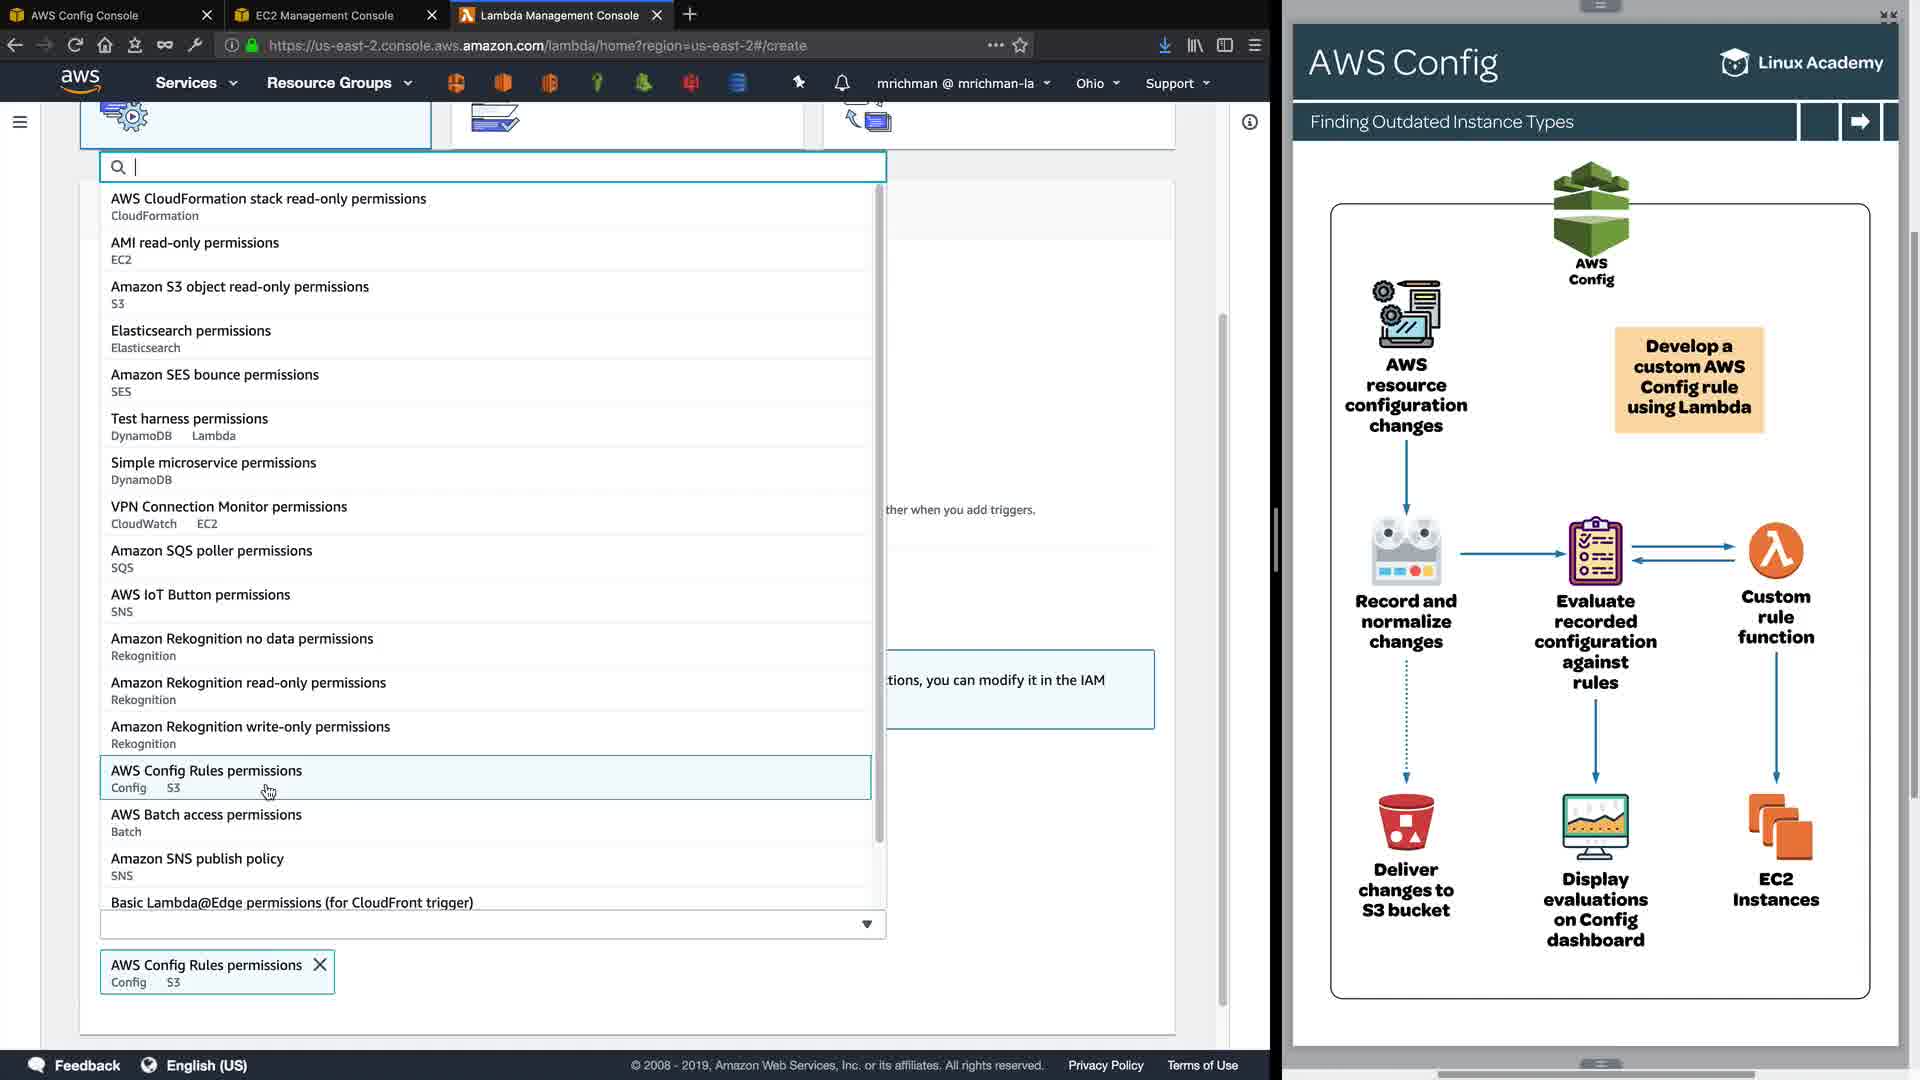 AWS Config Console
EC2 Management Console
Lambda Management Console
https://us-east-2.console.aws.amazon.com/lambda/home?region=us-east-2#/create
aws
Services
Resource Groups
mrichman @ mrichman-la
Ohio
Support
AWS CloudFormation stack read-only permissions
CloudFormation
AMI read-only permissions
EC2
Amazon S3 object read-only permissions
S3
Elasticsearch permissions
Elasticsearch
Amazon SES bounce permissions
SES
Test harness permissions
DynamoDB Lambda
Simple microservice permissions
DynamoDB
VPN Connection Monitor permissions
CloudWatch EC2
ther when you add triggers.
Amazon SQS poller permissions
SQS
AWS IoT Button permissions
SNS
Amazon Rekognition no data permissions
Rekognition
Amazon Rekognition read-only permissions
Rekognition
tions, you can modify it in the IAM
Amazon Rekognition write-only permissions
Rekognition
AWS Config Rules permissions
Config S3
AWS Batch access permissions
Batch
Amazon SNS publish policy
SNS
Basic Lambda@Edge permissions (for CloudFront trigger)
AWS Config Rules permissions
Config S3
Feedback
English (US)
© 2008 - 2019, Amazon Web Services, Inc. or its affiliates. All rights reserved.
Privacy Policy
Terms of Use
AWS Config
Linux Academy
Finding Outdated Instance Types
AWS
Config
AWS
resource
configuration
changes
Develop a
custom AWS
Config rule
using Lambda
Record and
normalize
changes
Evaluate
recorded
configuration
against
rules
Custom
rule
function
Deliver
changes to
S3 bucket
Display
evaluations
on Config
dashboard
EC2
Instances